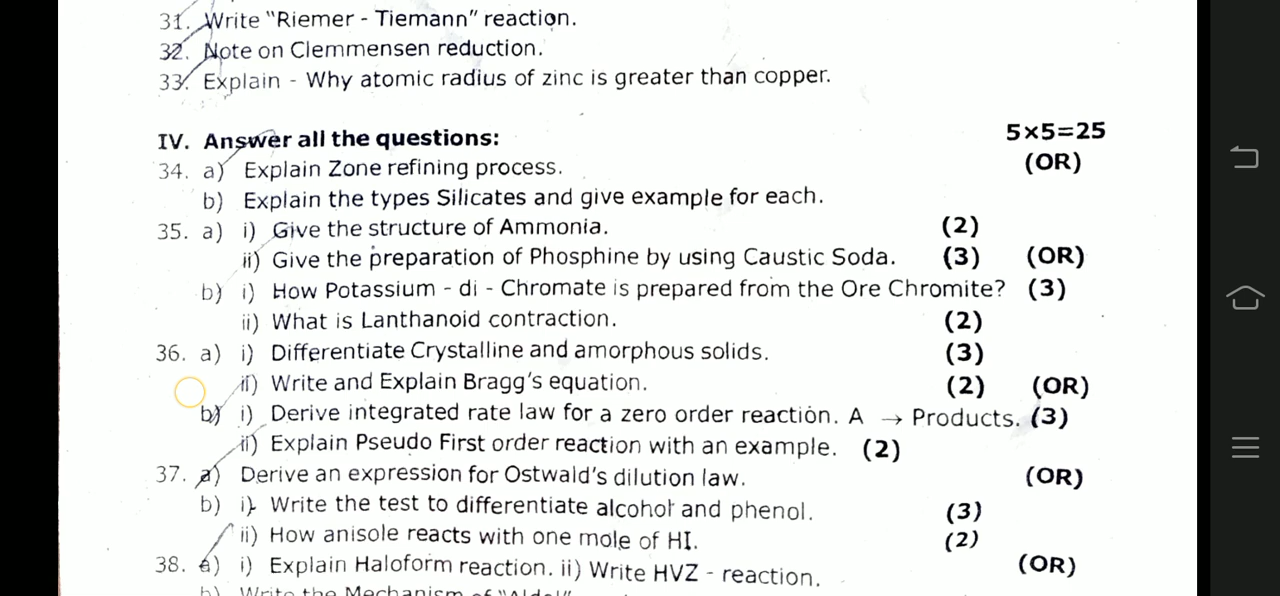 31. Write "Riemer - Tiemann" reaction.
32. Note on Clemmensen reduction.
33. Explain - Why atomic radius of zinc is greater than copper.
IV. Answer all the questions: 5×5=25
34. a) Explain Zone refining process. (OR)
b) Explain the types Silicates and give example for each.
35. a) i) Give the structure of Ammonia. (2)
ii) Give the preparation of Phosphine by using Caustic Soda. (3) (OR)
b) i) How Potassium - di - Chromate is prepared from the Ore Chromite? (3)
ii) What is Lanthanoid contraction. (2)
36. a) i) Differentiate Crystalline and amorphous solids. (3)
ii) Write and Explain Bragg's equation. (2) (OR)
b) i) Derive integrated rate law for a zero order reaction. A → Products. (3)
ii) Explain Pseudo First order reaction with an example. (2)
37. a) Derive an expression for Ostwald's dilution law. (OR)
b) i) Write the test to differentiate alcohol and phenol. (3)
ii) How anisole reacts with one mole of HI. (2)
38. a) i) Explain Haloform reaction. ii) Write HVZ - reaction. (OR)
b) Write the Mechanism of "Aldol"